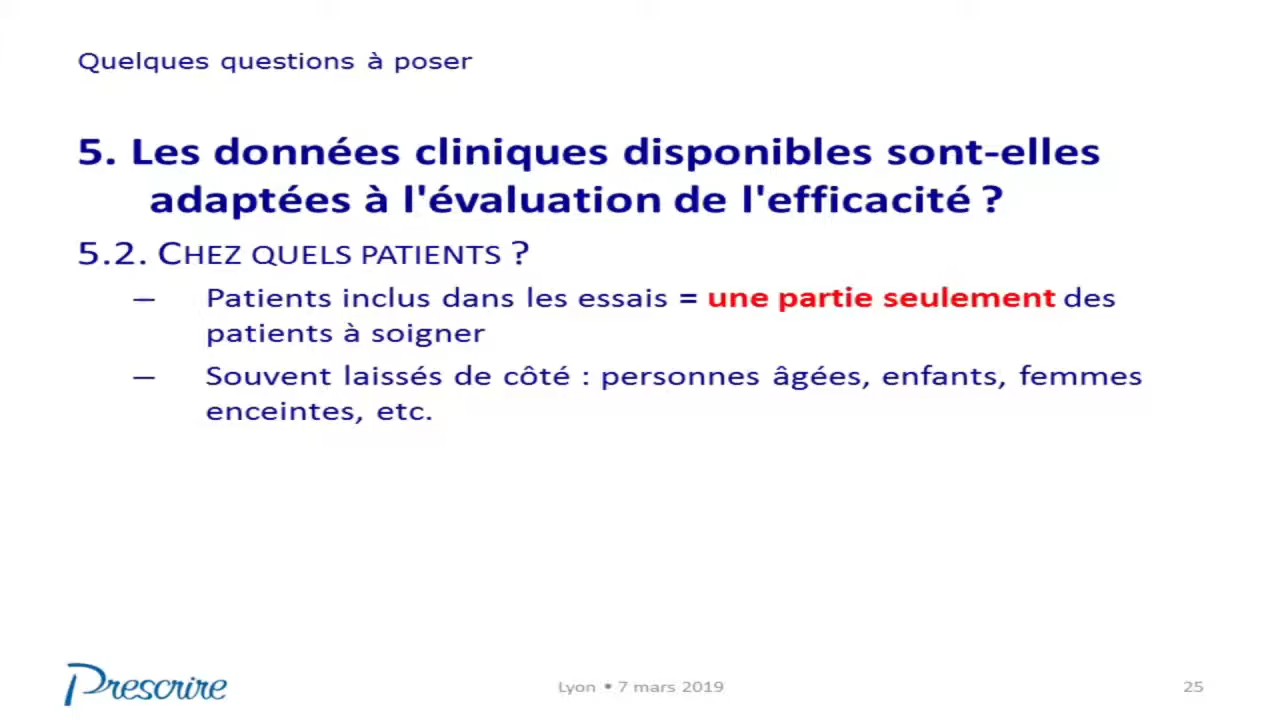 Quelques questions à poser
5. Les données cliniques disponibles sont-elles
adaptées à l'évaluation de l'efficacité ?
5.2. CHEZ QUELS PATIENTS ?
— Patients inclus dans les essais = une partie seulement des
patients à soigner
— Souvent laissés de côté : personnes âgées, enfants, femmes
enceintes, etc.
Prescrire
Lyon • 7 mars 2019
25